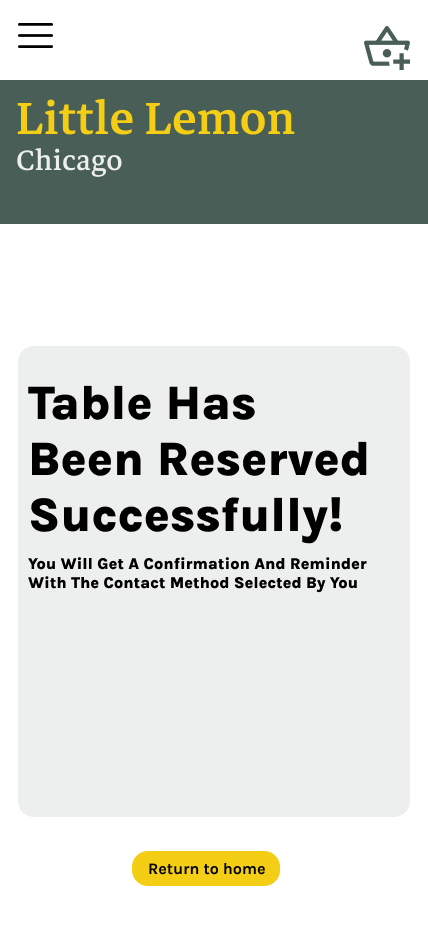 Little Lemon
Chicago
Table Has
Been Reserved
Successfully!
You Will Get A Confirmation And Reminder
With The Contact Method Selected By You
Return to home